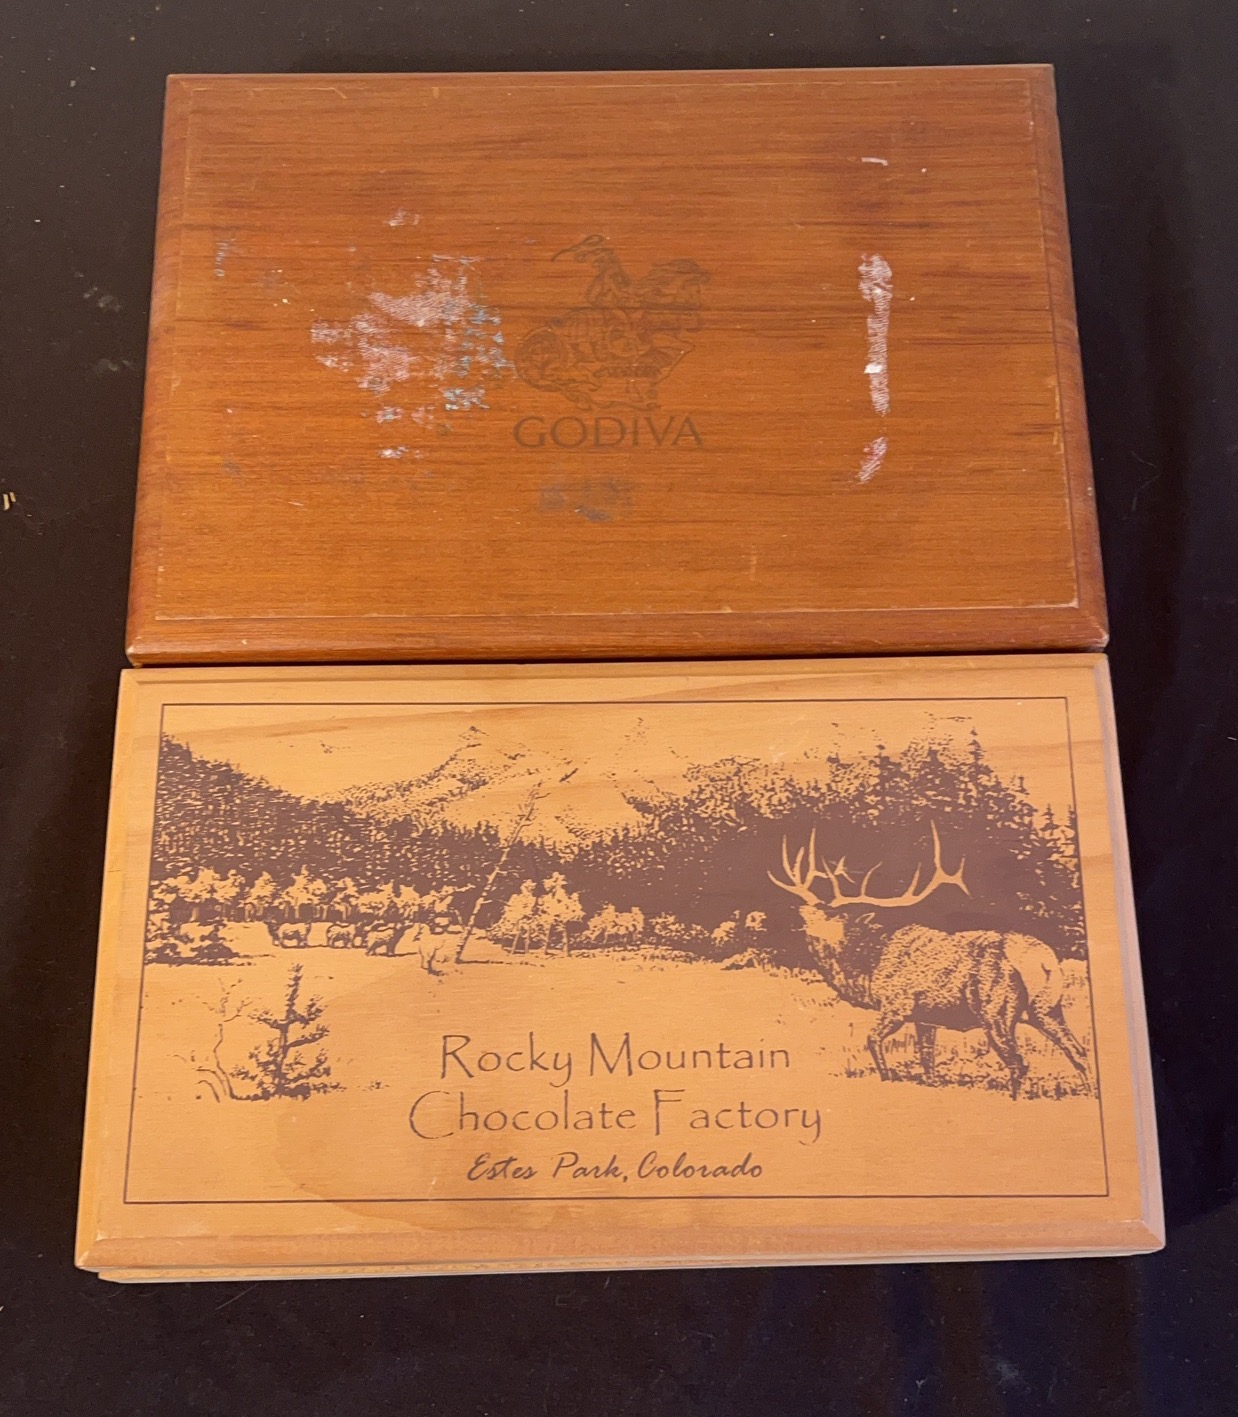 GODIVA
Rocky Mountain
Chocolate Factory
Estes Park, Colorado